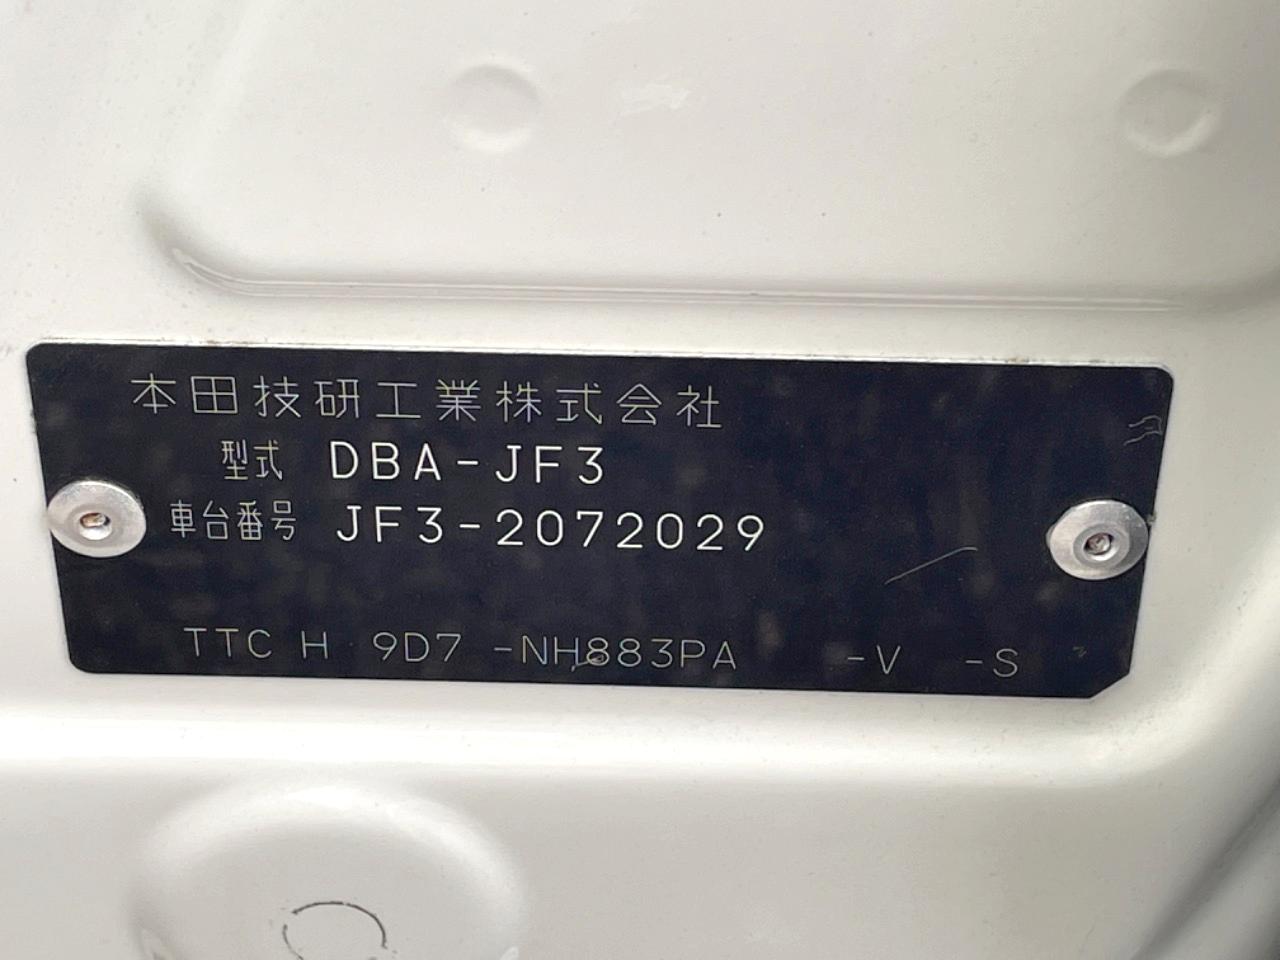 本田技研工業株式会社
型式 DBA-JF3
車台番号 JF3-2072029
TTC H 9D7 -NH883PA -V -S